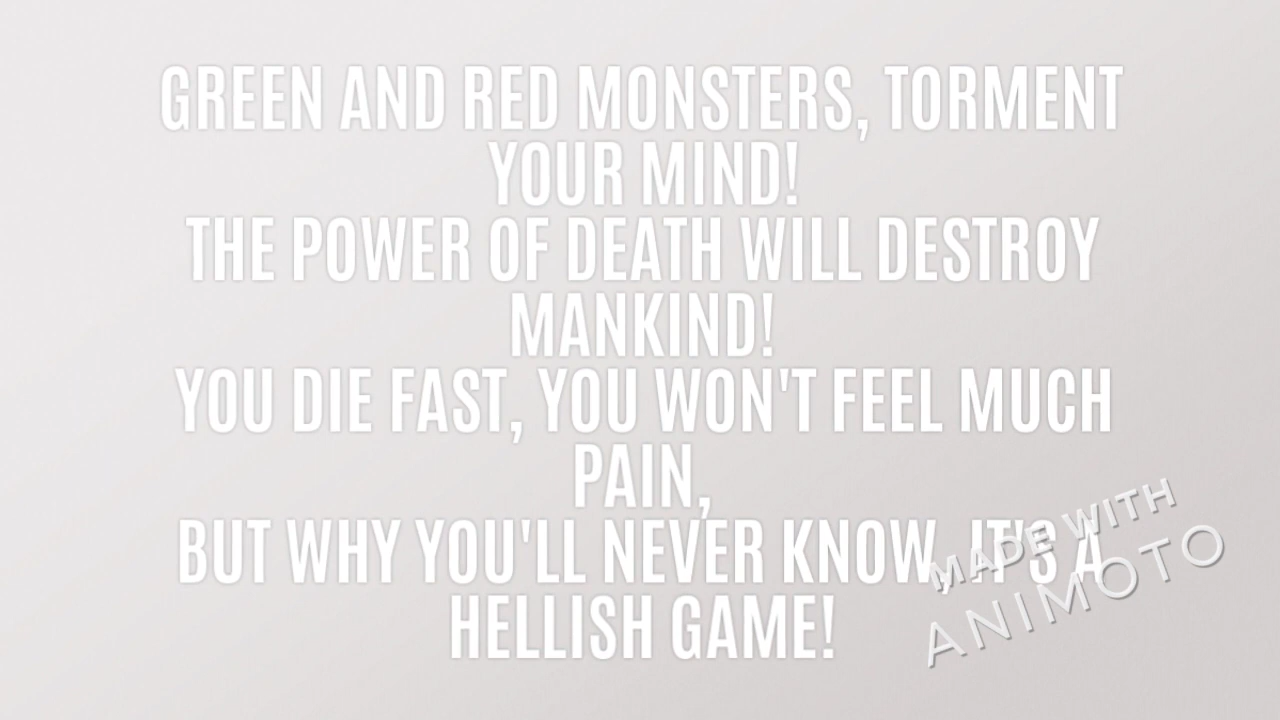 GREEN AND RED MONSTERS, TORMENT
YOUR MIND!
THE POWER OF DEATH WILL DESTROY
MANKIND!
YOU DIE FAST, YOU WON'T FEEL MUCH
PAIN,
BUT WHY YOU'LL NEVER KNOW, IT'S A
HELLISH GAME!
MADE WITH
ANIMOTO